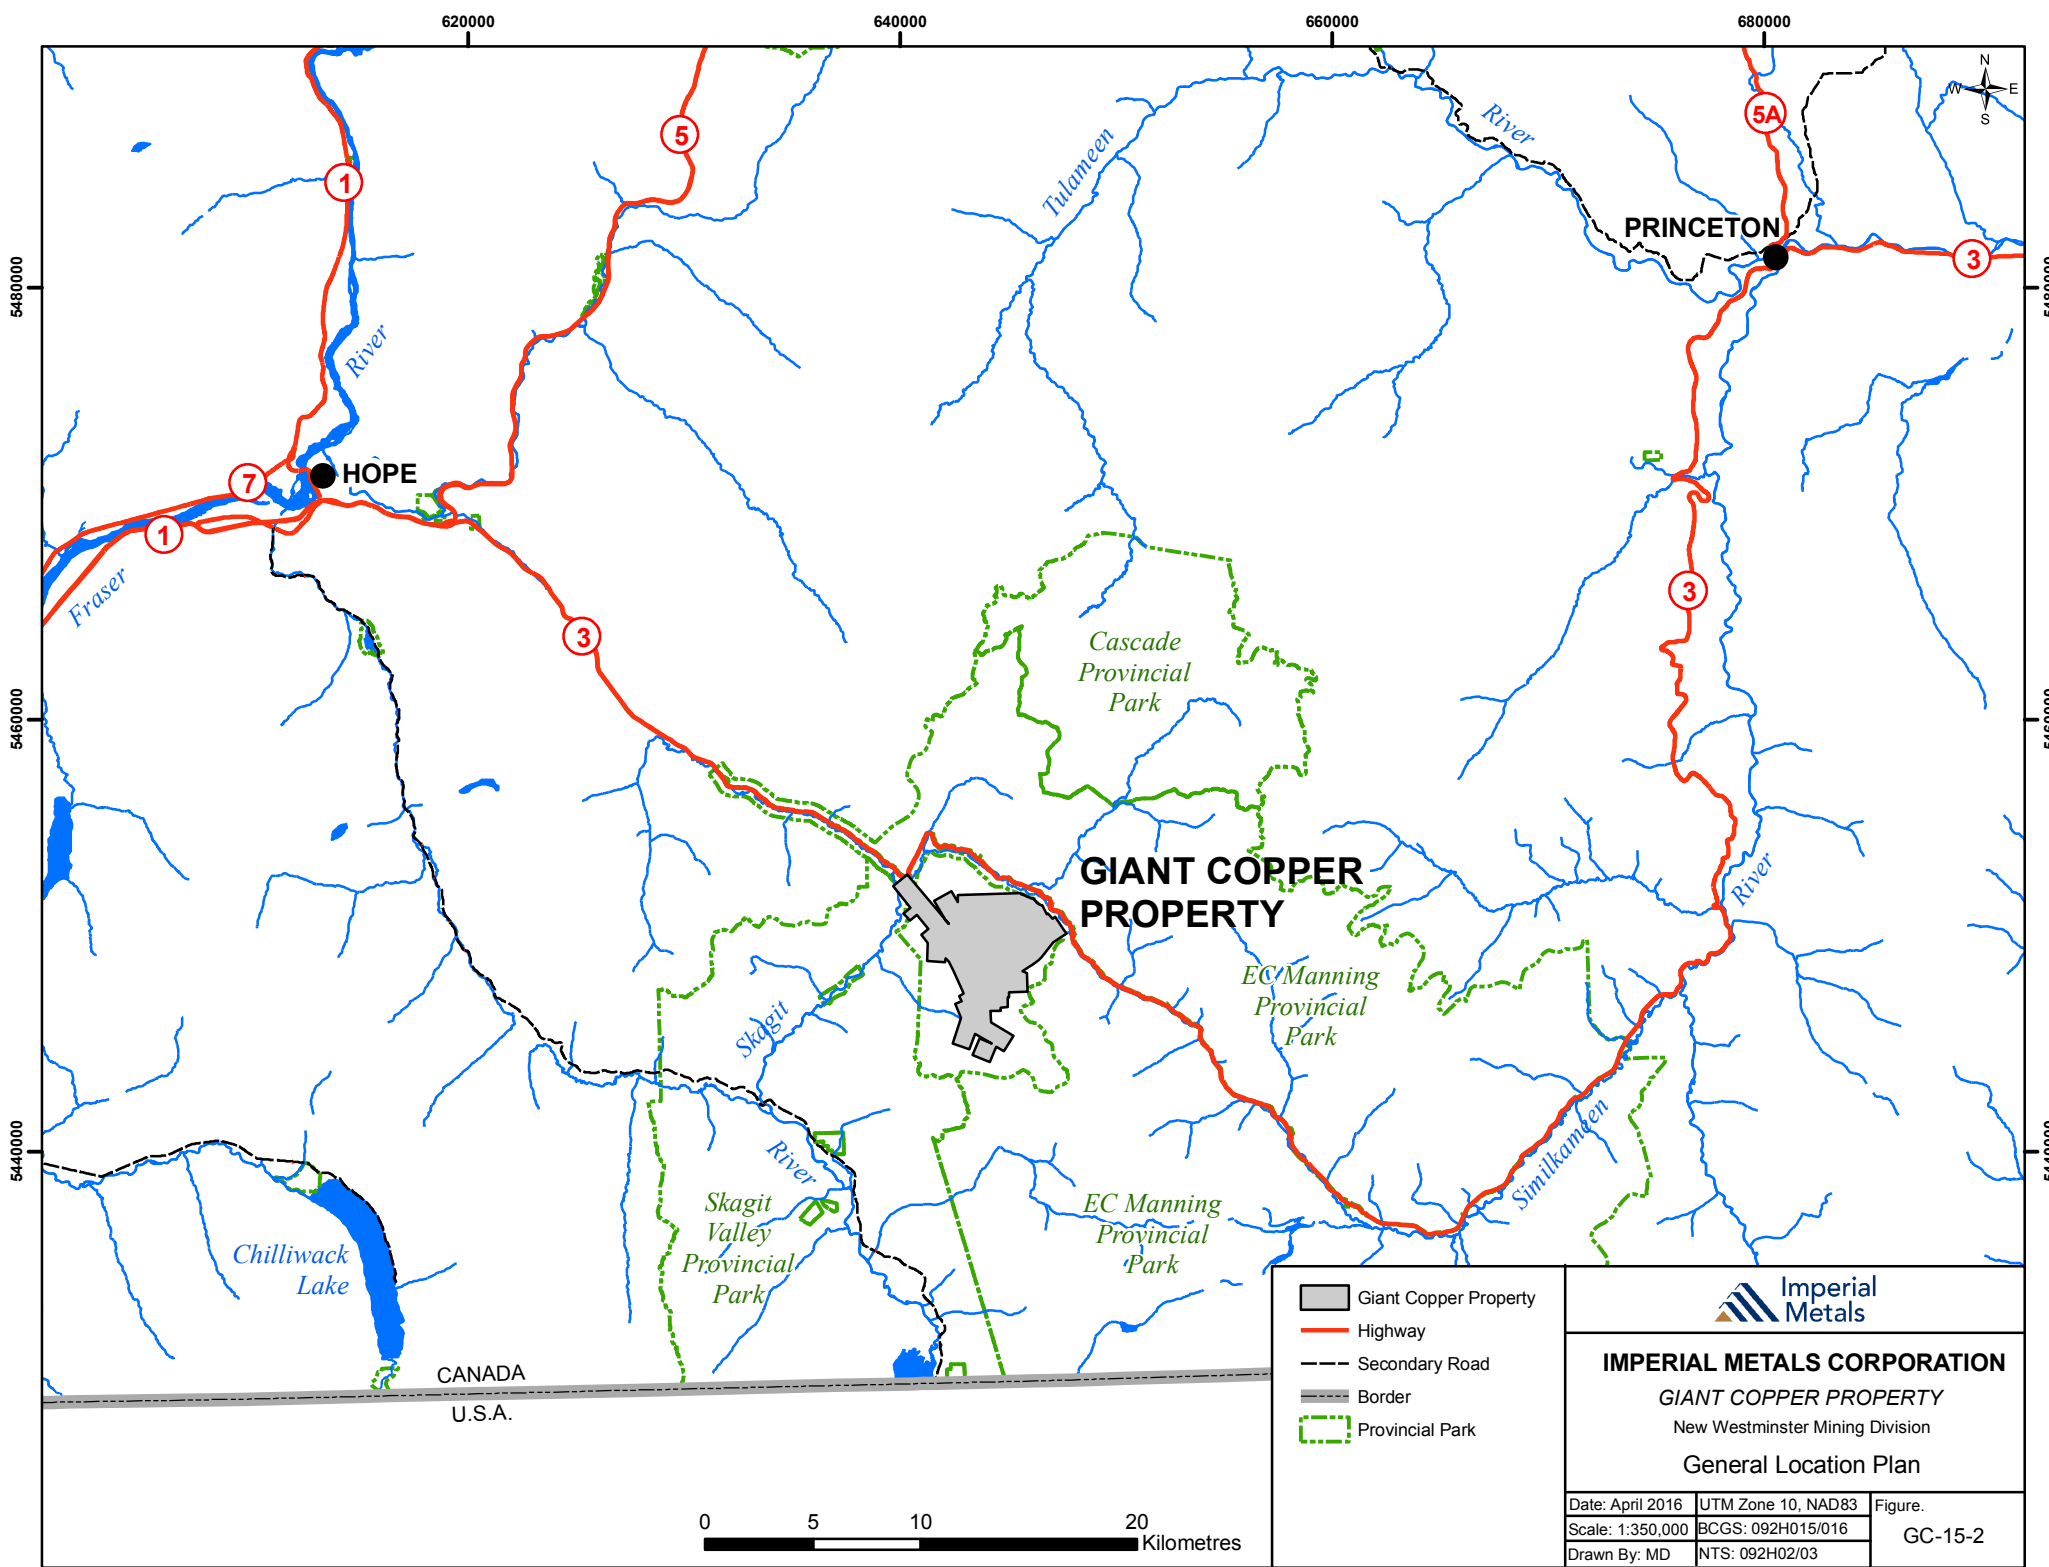 620000
640000
660000
680000
N
W
E
S
5A
5
River
1
Tulameen
PRINCETON
3
5480000
5480000
River
HOPE
7
1
Fraser
3
3
Cascade
Provincial
Park
5460000
5460000
GIANT COPPER
PROPERTY
River
EC Manning
Provincial
Park
Skagit
Similkameen
5440000
5440000
River
Skagit
Valley
Provincial
Park
EC Manning
Provincial
Park
Chilliwack
Lake
CANADA
U.S.A.
Giant Copper Property
Highway
Secondary Road
Border
Provincial Park
Imperial
Metals
IMPERIAL METALS CORPORATION
GIANT COPPER PROPERTY
New Westminster Mining Division
General Location Plan
Date: April 2016
UTM Zone 10, NAD83
Figure.
Scale: 1:350,000
BCGS: 092H015/016
GC-15-2
Drawn By: MD
NTS: 092H02/03
0
5
10
20
Kilometres